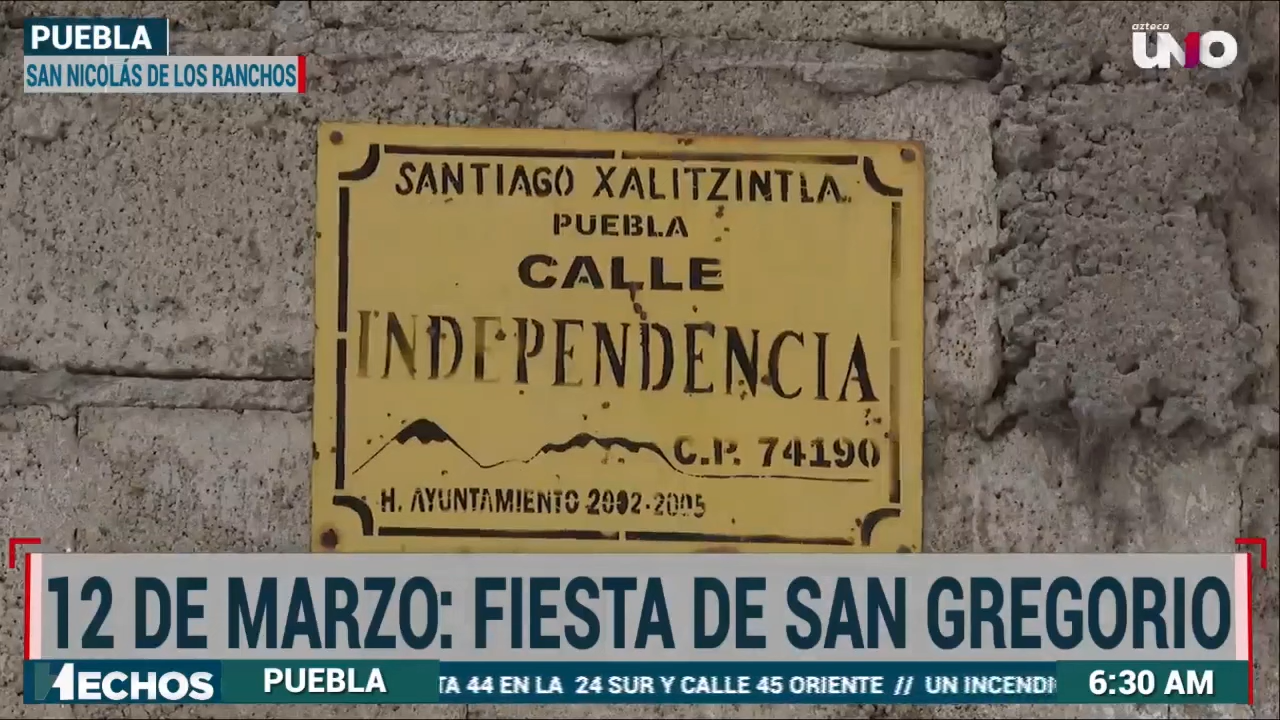 PUEBLA
SAN NICOLÁS DE LOS RANCHOS
azteca
UNO
SANTIAGO XALITZINTLA
PUEBLA
CALLE
INDEPENDENCIA
C.P. 74190
H. AYUNTAMIENTO 2002-2005
12 DE MARZO: FIESTA DE SAN GREGORIO
HECHOS
PUEBLA
TA 44 EN LA 24 SUR Y CALLE 45 ORIENTE // UN INCENDI
6:30 AM